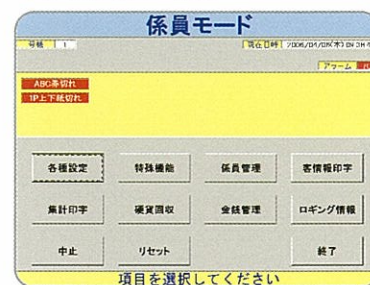 係員モード
号機 1 現在日時
アラーム
ABC券切れ
1P上下紙切れ
各種設定 特殊機能 係員管理 客情報印字
集計印字 硬貨回収 金銭管理 ロギング情報
中止 リセット 終了
項目を選択してください